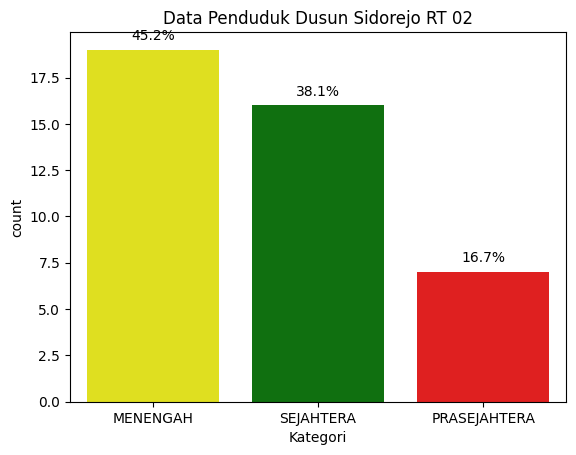 Data Penduduk Dusun Sidorejo RT 02
45.2%
38.1%
16.7%
17.5
15.0
12.5
10.0
7.5
5.0
2.5
0.0
count
MENENGAH SEJAHTERA PRASEJAHTERA
Kategori